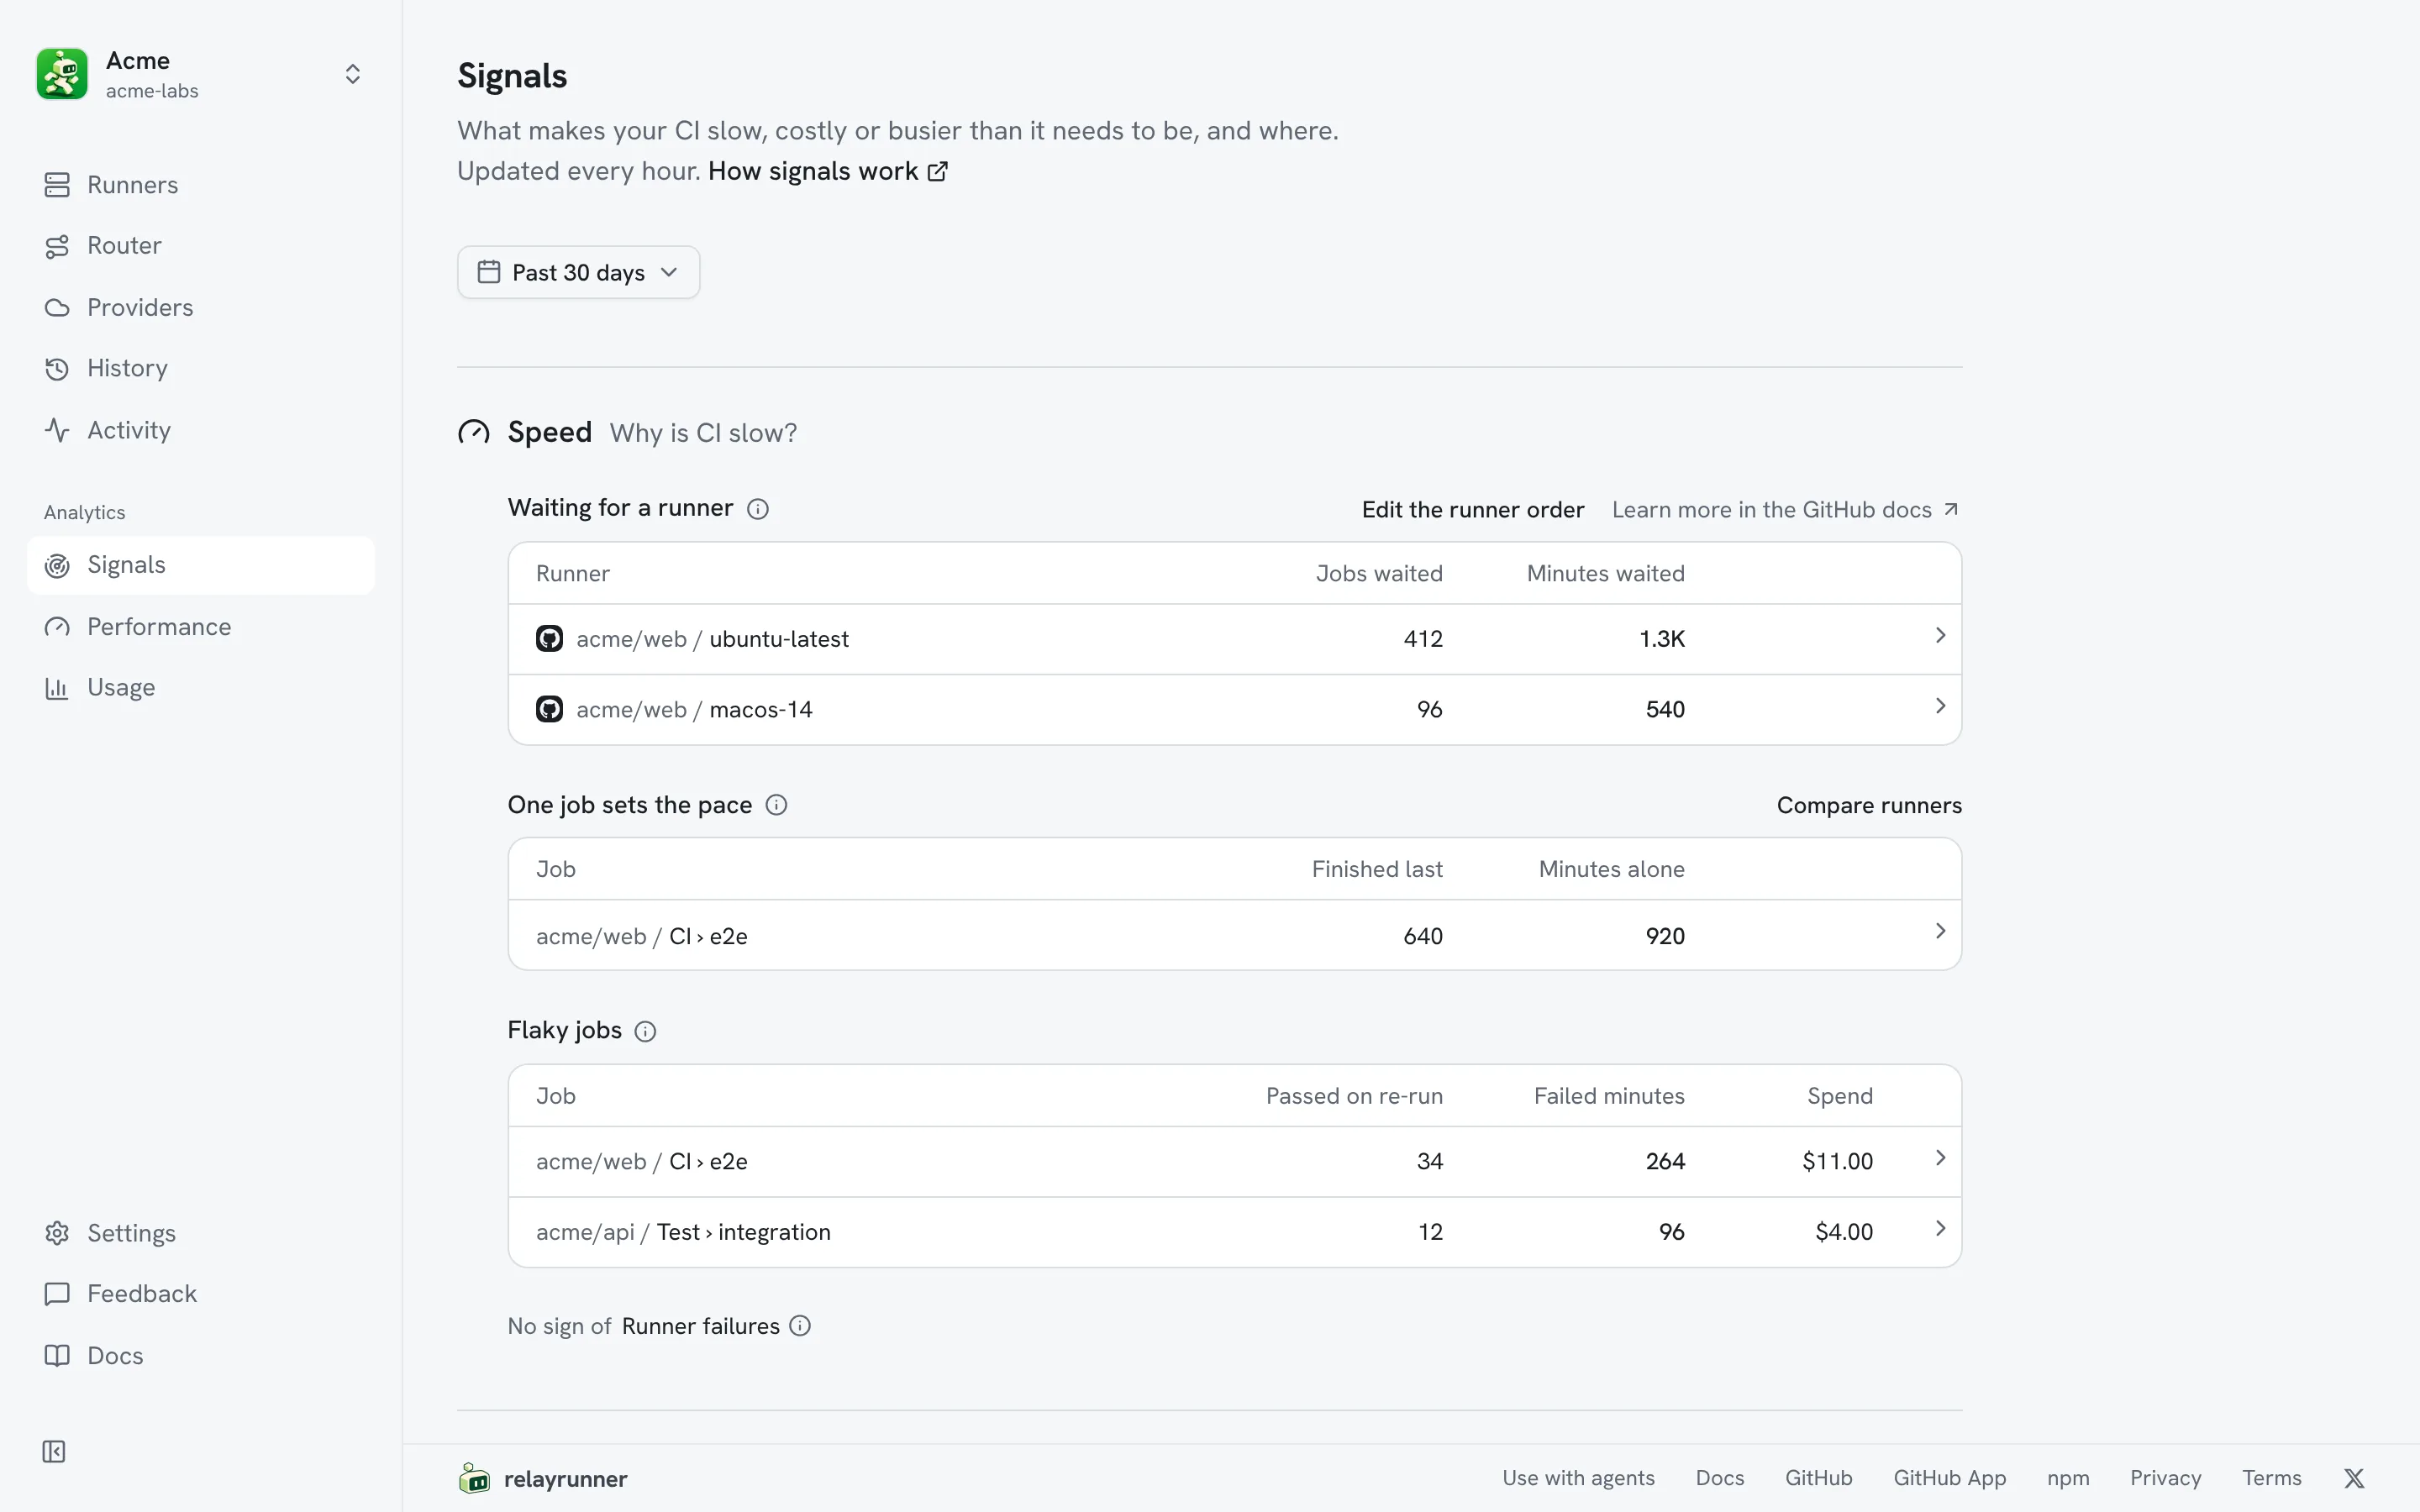 Acme
acme-labs
Runners
Router
Providers
History
Activity
Analytics
Signals
Performance
Usage
Settings
Feedback
Docs
Signals
What makes your CI slow, costly or busier than it needs to be, and where.
Updated every hour. How signals work
Past 30 days
Speed Why is CI slow?
Waiting for a runner Edit the runner order Learn more in the GitHub docs
Runner Jobs waited Minutes waited
acme/web / ubuntu-latest 412 1.3K
acme/web / macos-14 96 540
One job sets the pace Compare runners
Job Finished last Minutes alone
acme/web / CI › e2e 640 920
Flaky jobs
Job Passed on re-run Failed minutes Spend
acme/web / CI › e2e 34 264 $11.00
acme/api / Test › integration 12 96 $4.00
No sign of Runner failures
relayrunner Use with agents Docs GitHub GitHub App npm Privacy Terms